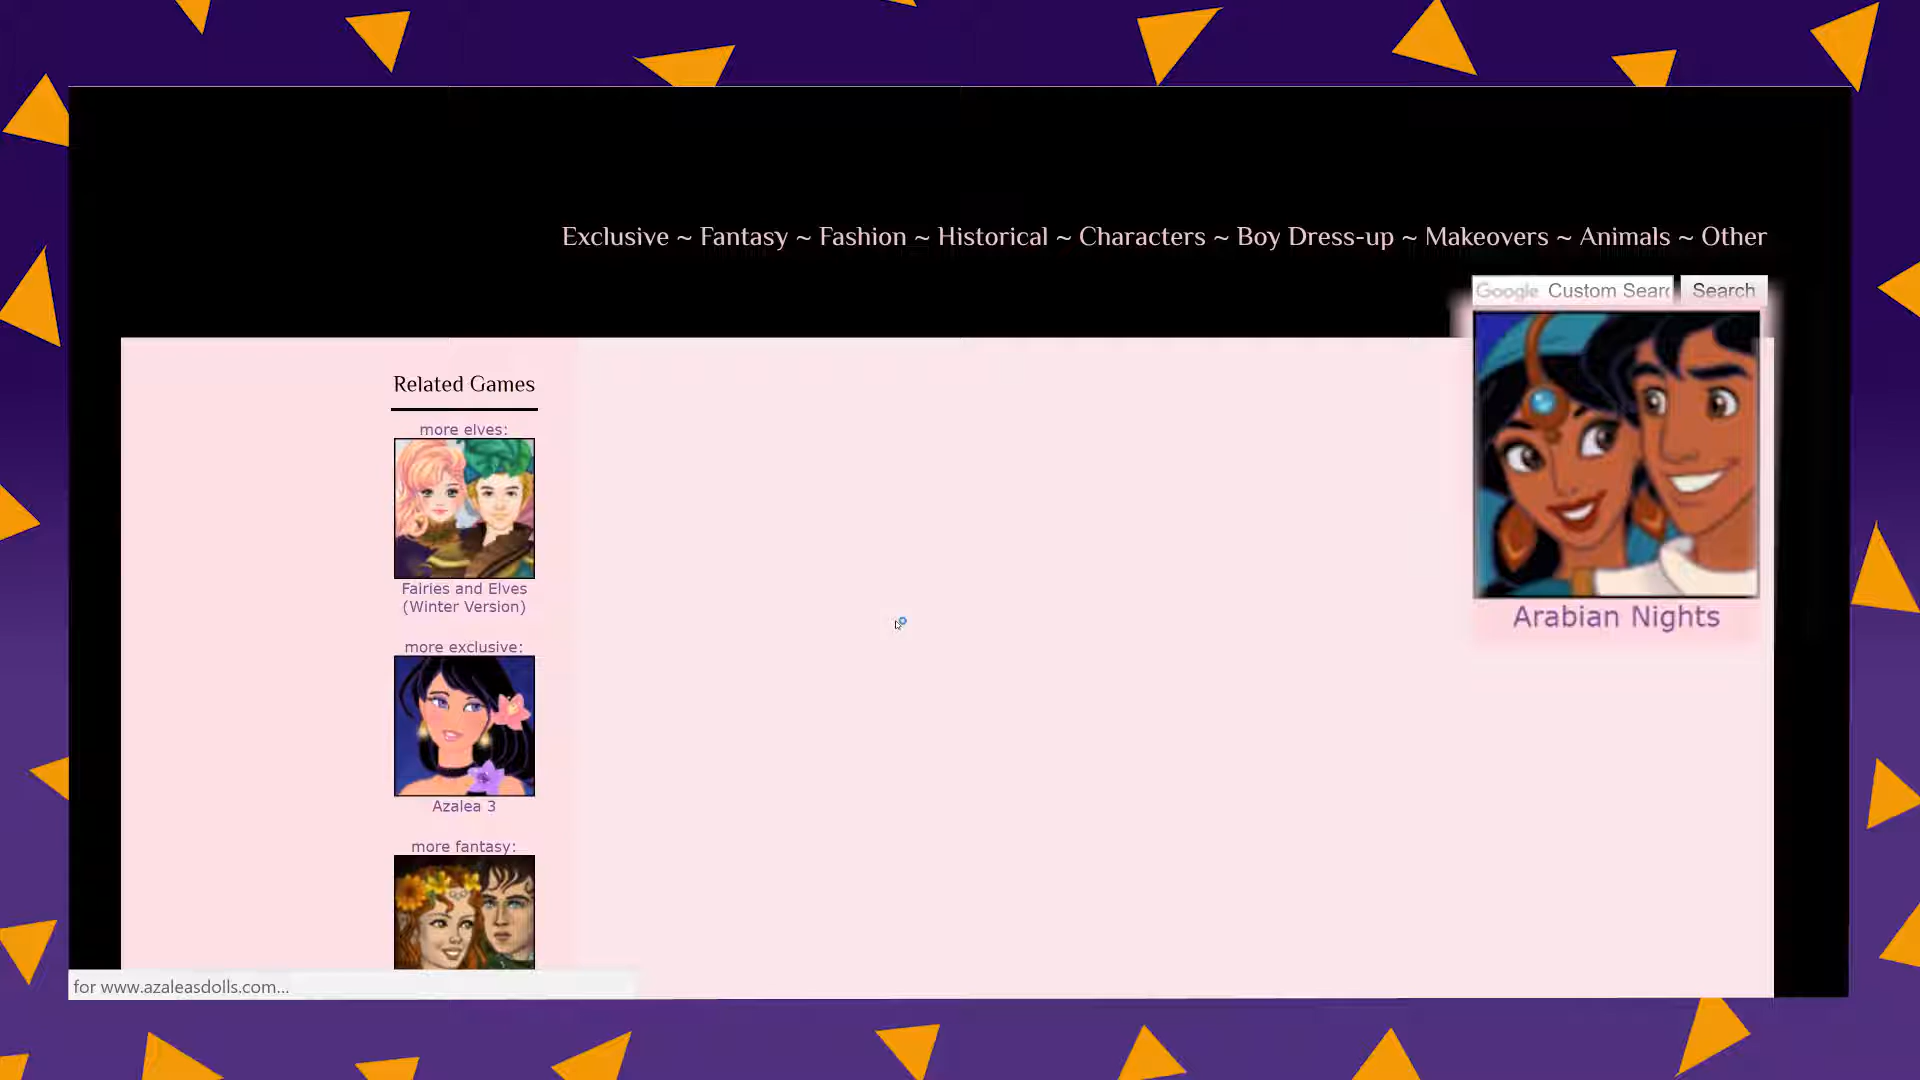 Exclusive ~ Fantasy ~ Fashion ~ Historical ~ Characters ~ Boy Dress-up ~ Makeovers ~ Animals ~ Other
Google Custom Sear Search
Related Games
more elves:
Fairies and Elves
(Winter Version)
more exclusive:
Azalea 3
more fantasy:
Arabian Nights
for www.azaleasdolls.com...